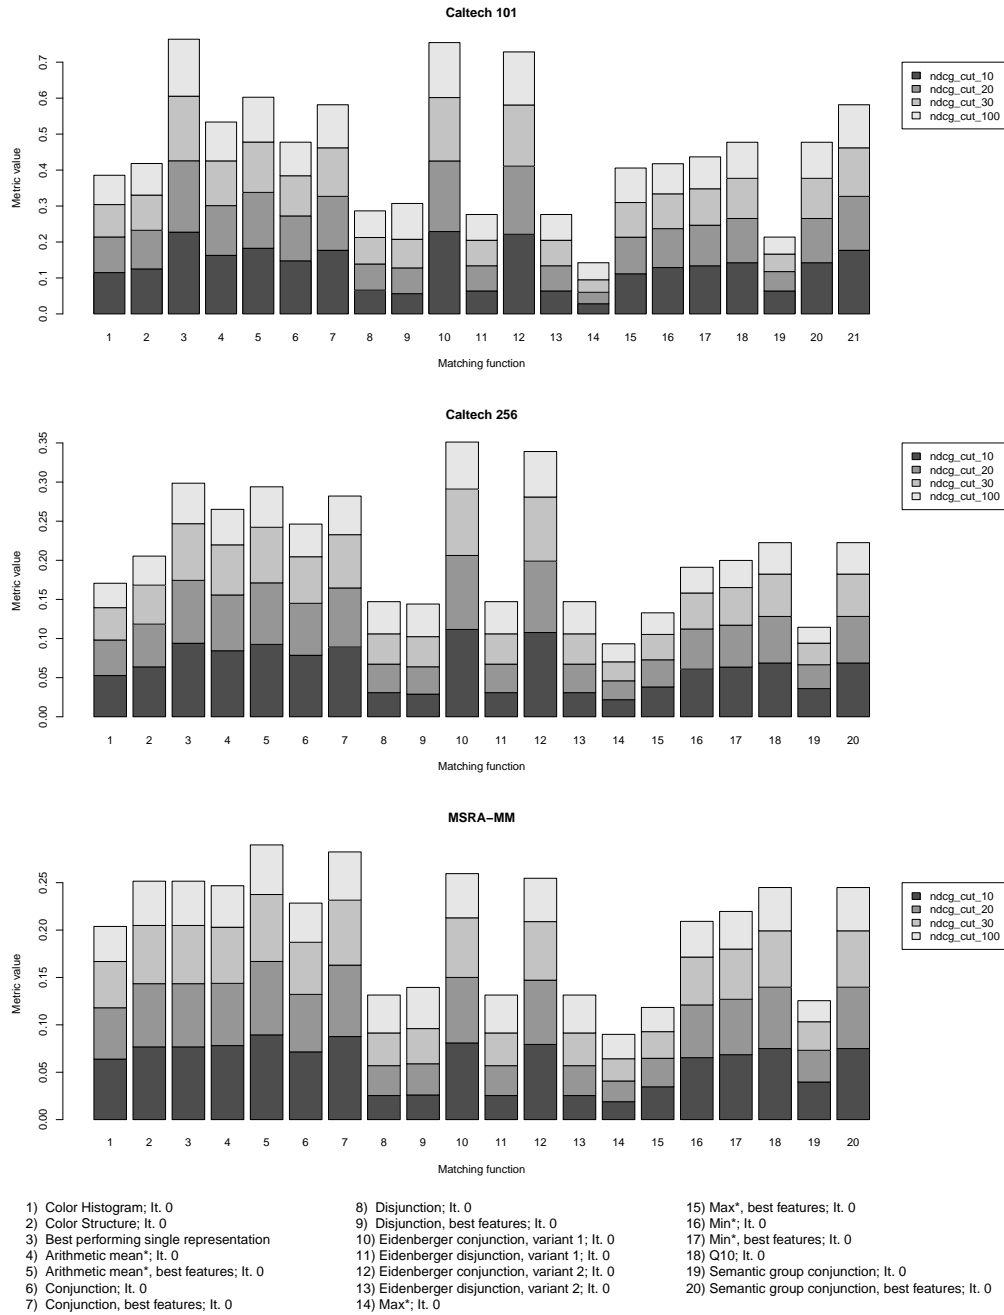 Caltech 101
Metric value
0.0 0.1 0.2 0.3 0.4 0.5 0.6 0.7
ndcg_cut_10
ndcg_cut_20
ndcg_cut_30
ndcg_cut_100
1 2 3 4 5 6 7 8 9 10 11 12 13 14 15 16 17 18 19 20 21
Matching function
Caltech 256
Metric value
0.00 0.05 0.10 0.15 0.20 0.25 0.30 0.35
ndcg_cut_10
ndcg_cut_20
ndcg_cut_30
ndcg_cut_100
1 2 3 4 5 6 7 8 9 10 11 12 13 14 15 16 17 18 19 20
Matching function
MSRA−MM
Metric value
0.00 0.05 0.10 0.15 0.20 0.25
ndcg_cut_10
ndcg_cut_20
ndcg_cut_30
ndcg_cut_100
1 2 3 4 5 6 7 8 9 10 11 12 13 14 15 16 17 18 19 20
Matching function
1) Color Histogram; It. 0
2) Color Structure; It. 0
3) Best performing single representation
4) Arithmetic mean*; It. 0
5) Arithmetic mean*, best features; It. 0
6) Conjunction; It. 0
7) Conjunction, best features; It. 0
8) Disjunction; It. 0
9) Disjunction, best features; It. 0
10) Eidenberger conjunction, variant 1; It. 0
11) Eidenberger disjunction, variant 1; It. 0
12) Eidenberger conjunction, variant 2; It. 0
13) Eidenberger disjunction, variant 2; It. 0
14) Max*; It. 0
15) Max*, best features; It. 0
16) Min*; It. 0
17) Min*, best features; It. 0
18) Q10; It. 0
19) Semantic group conjunction; It. 0
20) Semantic group conjunction, best features; It. 0